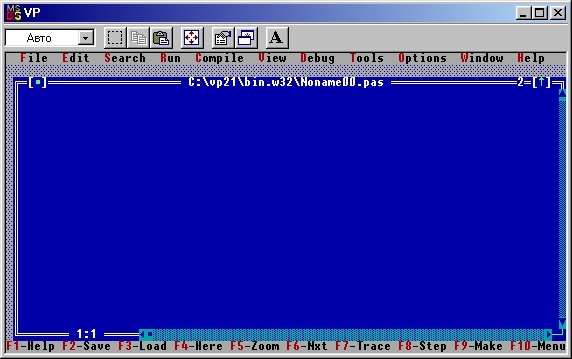 MS DOS VP
Авто A
File Edit Search Run Compile View Debug Tools Options Window Help
[■] C:\vp21\bin.w32\Noname00.pas 2=[↑]
1:1
F1-Help F2-Save F3-Load F4-Here F5-Zoom F6-Nxt F7-Trace F8-Step F9-Make F10-Menu